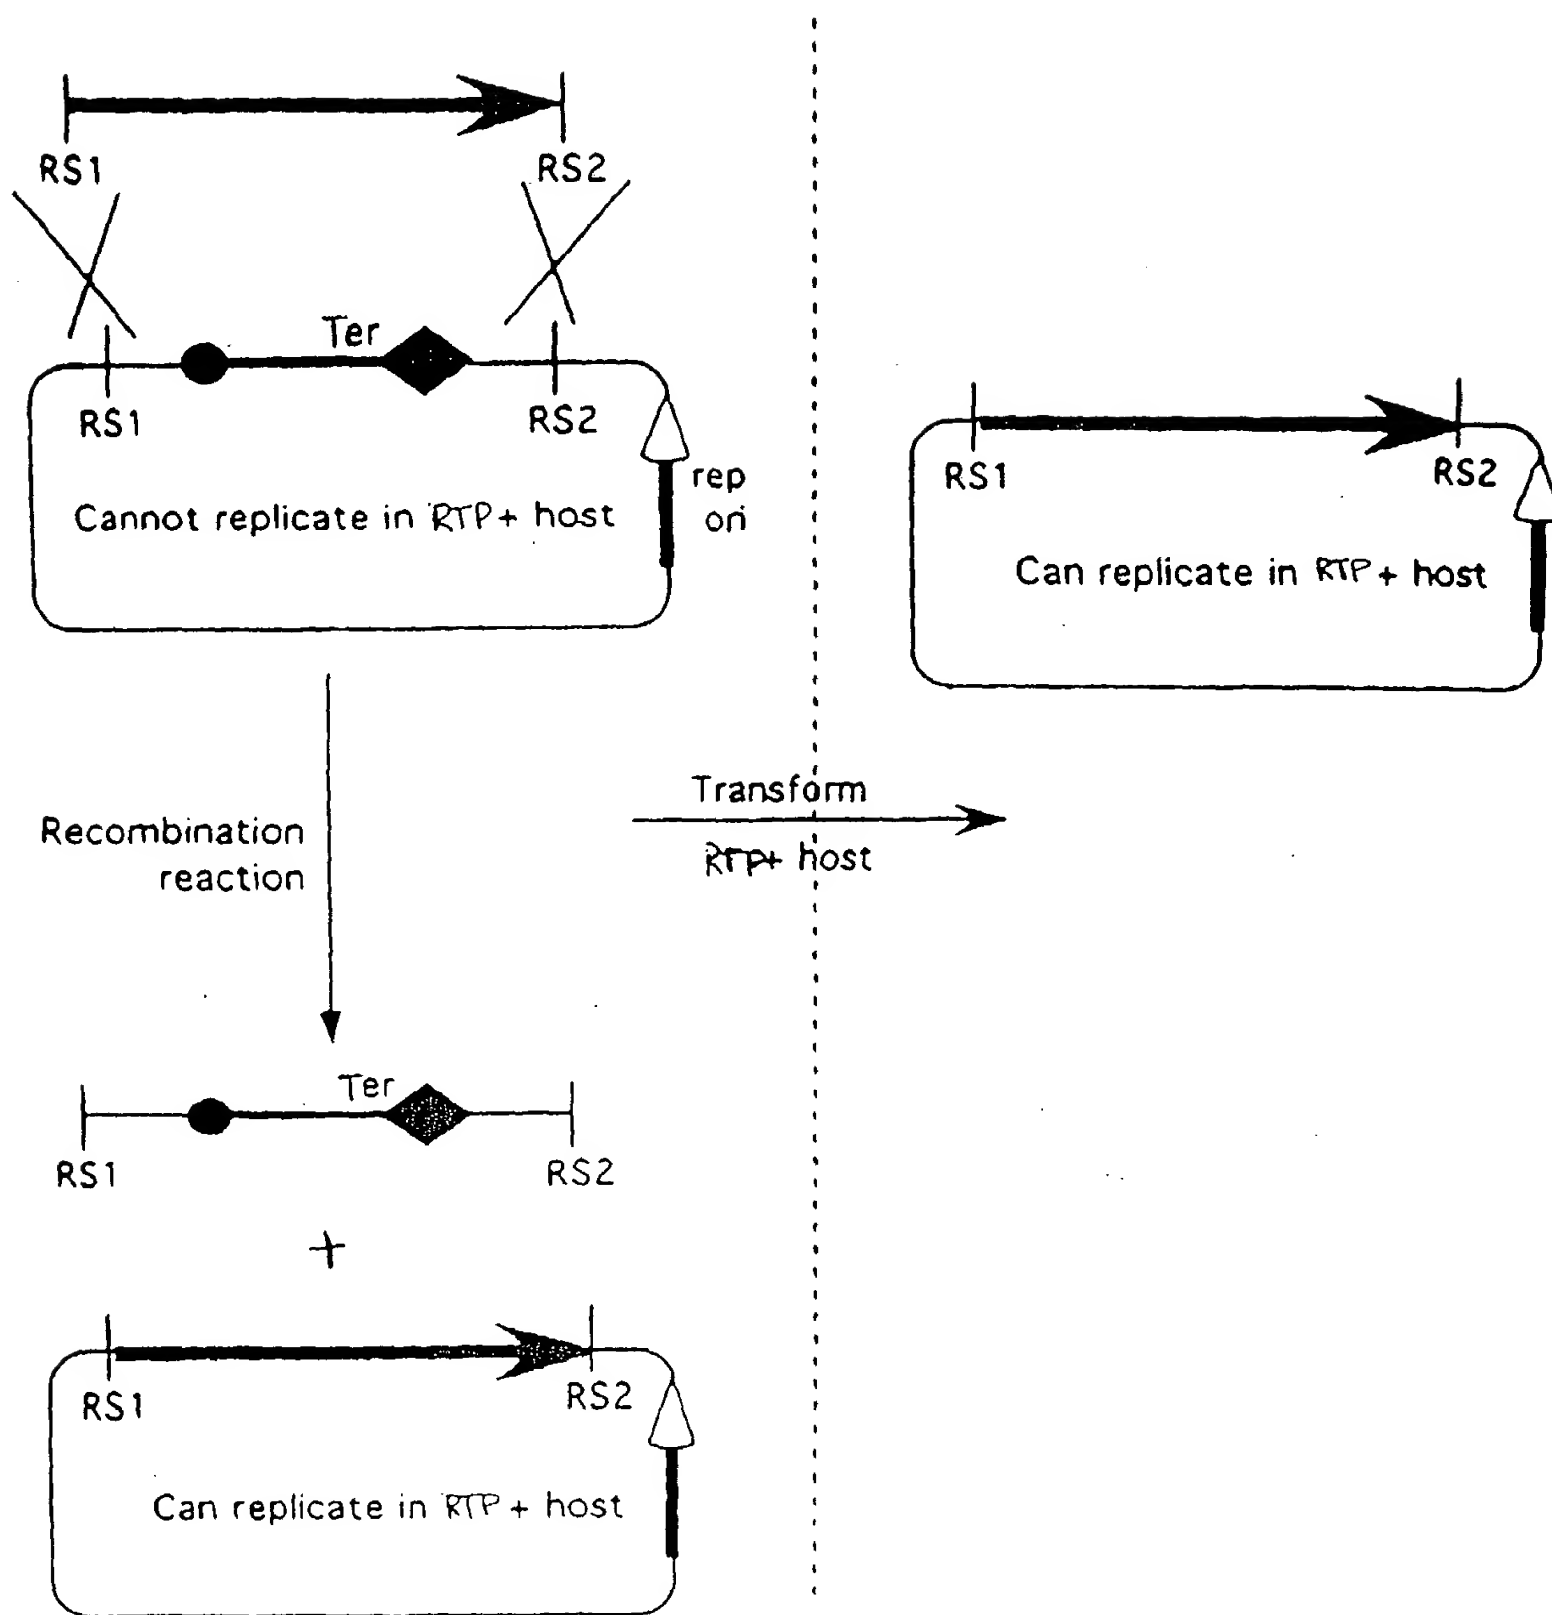 RS1
RS2
Ter
RS1
RS2
rep
ori
Cannot replicate in RTP+ host
RS1
RS2
Can replicate in RTP+ host
Recombination
reaction
Transform
RTP+ host
Ter
RS1
RS2
+
RS1
RS2
Can replicate in RTP+ host